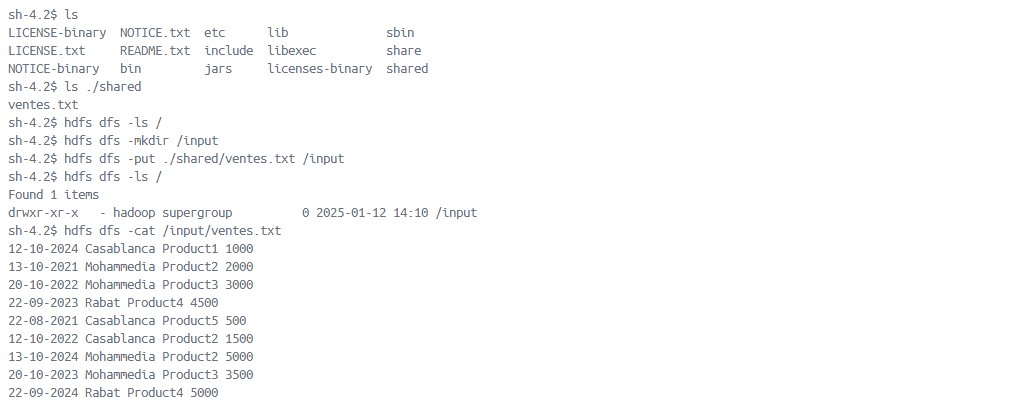 sh-4.2$ ls
LICENSE-binary  NOTICE.txt  etc      lib              sbin
LICENSE.txt     README.txt  include  libexec          share
NOTICE-binary   bin         jars     licenses-binary  shared
sh-4.2$ ls ./shared
ventes.txt
sh-4.2$ hdfs dfs -ls /
sh-4.2$ hdfs dfs -mkdir /input
sh-4.2$ hdfs dfs -put ./shared/ventes.txt /input
sh-4.2$ hdfs dfs -ls /
Found 1 items
drwxr-xr-x   - hadoop supergroup          0 2025-01-12 14:10 /input
sh-4.2$ hdfs dfs -cat /input/ventes.txt
12-10-2024 Casablanca Product1 1000
13-10-2021 Mohammedia Product2 2000
20-10-2022 Mohammedia Product3 3000
22-09-2023 Rabat Product4 4500
22-08-2021 Casablanca Product5 500
12-10-2022 Casablanca Product2 1500
13-10-2024 Mohammedia Product2 5000
20-10-2023 Mohammedia Product3 3500
22-09-2024 Rabat Product4 5000